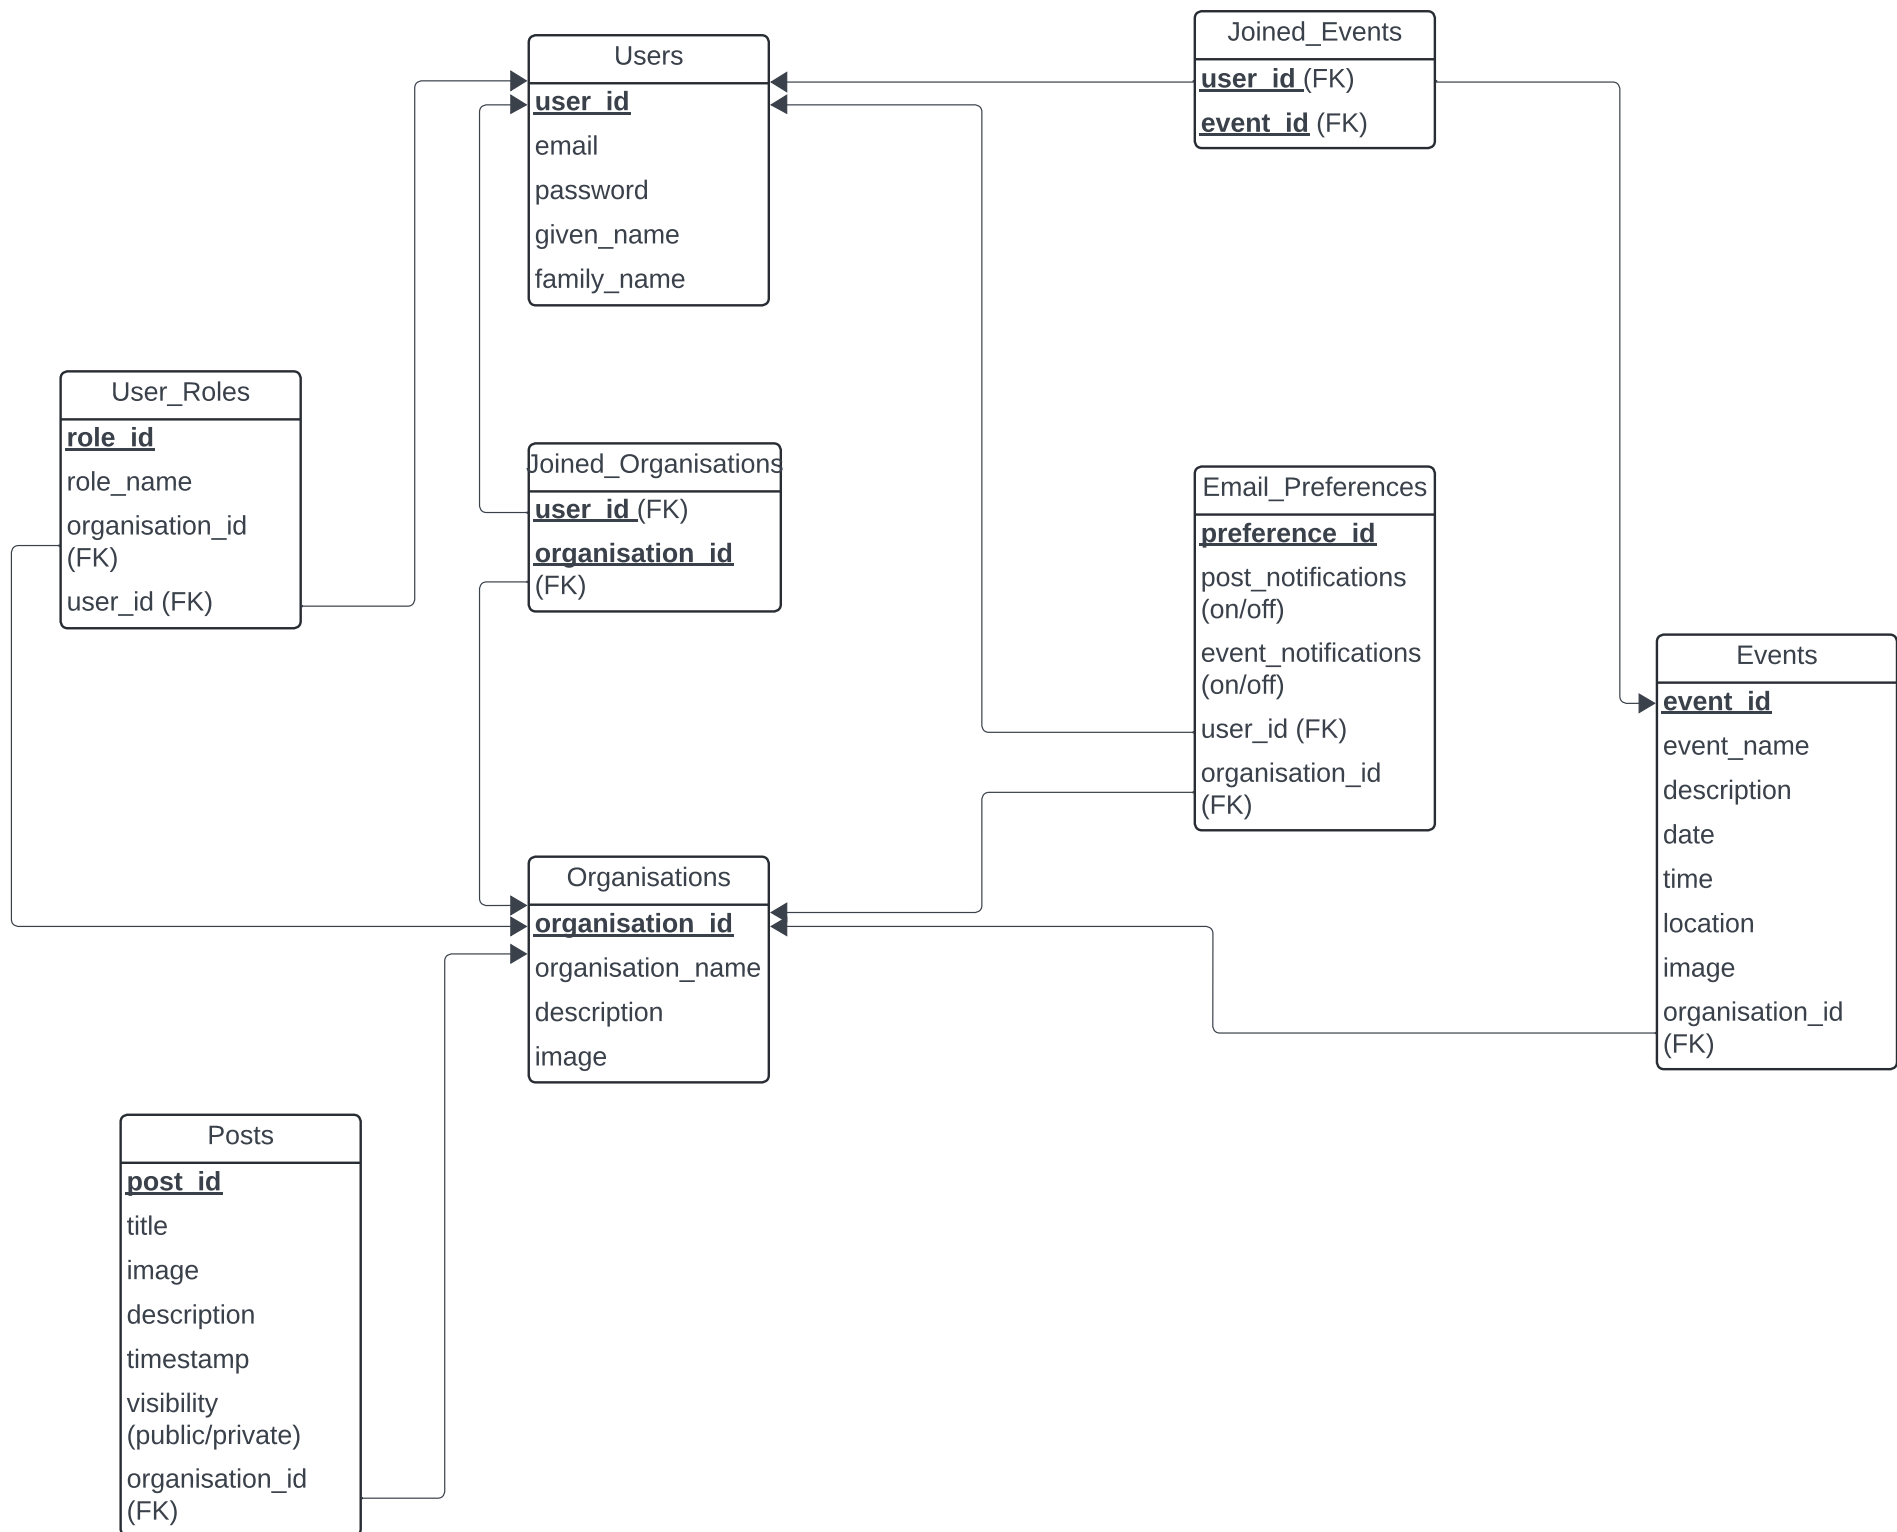 Users
user_id
email
password
given_name
family_name
Joined_Events
user_id (FK)
event_id (FK)
User_Roles
role_id
role_name
organisation_id
(FK)
user_id (FK)
Joined_Organisations
user_id (FK)
organisation_id
(FK)
Email_Preferences
preference_id
post_notifications
(on/off)
event_notifications
(on/off)
user_id (FK)
organisation_id
(FK)
Events
event_id
event_name
description
date
time
location
image
organisation_id
(FK)
Organisations
organisation_id
organisation_name
description
image
Posts
post_id
title
image
description
timestamp
visibility
(public/private)
organisation_id
(FK)